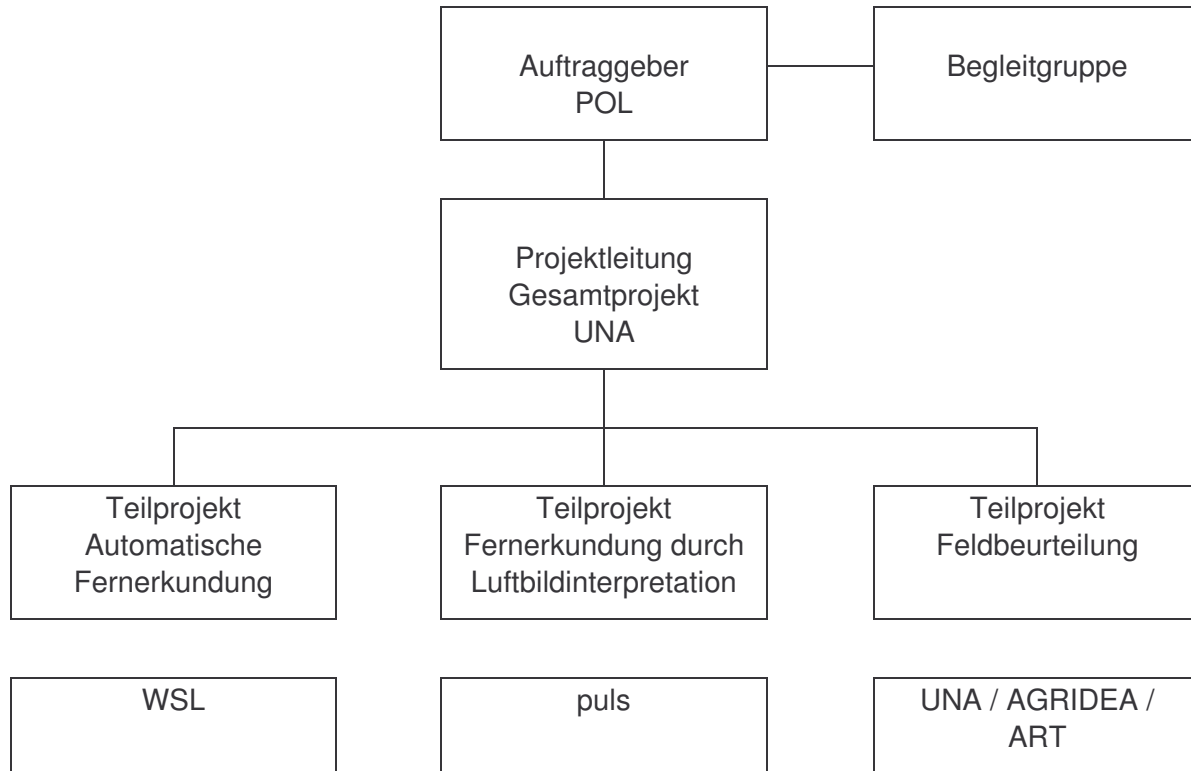 Auftraggeber
POL
Begleitgruppe
Projektleitung
Gesamtprojekt
UNA
Teilprojekt
Automatische
Fernerkundung
Teilprojekt
Fernerkundung durch
Luftbildinterpretation
Teilprojekt
Feldbeurteilung
WSL
puls
UNA / AGRIDEA /
ART